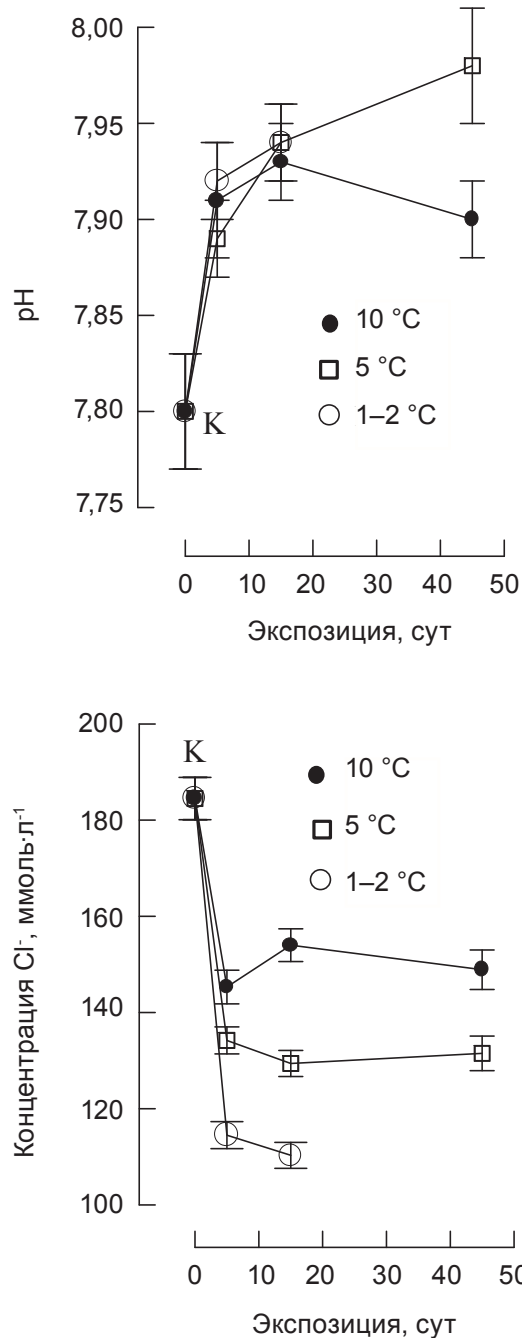 8,00
7,95
7,90
7,85
7,80
7,75
pH
10 °C
5 °C
1–2 °C
К
0 10 20 30 40 50
Экспозиция, сут
200
180
160
140
120
100
Концентрация Cl-, ммоль·л-1
К
10 °C
5 °C
1–2 °C
0 10 20 30 40 50
Экспозиция, сут